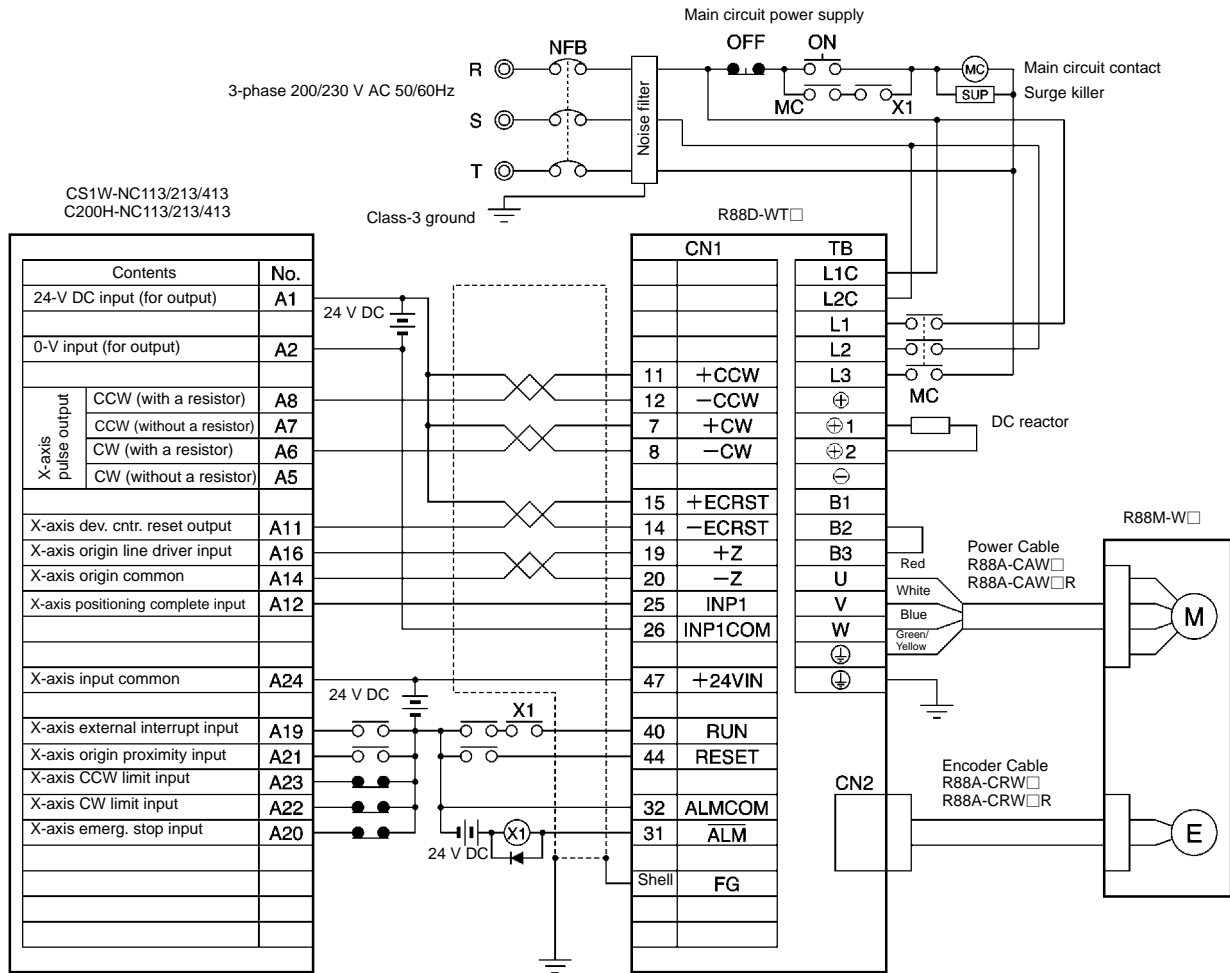 Main circuit power supply
NFB OFF ON
R MC Main circuit contact
3-phase 200/230 V AC 50/60Hz MC X1 SUP Surge killer
S Noise filter
T
CS1W-NC113/213/413
C200H-NC113/213/413
Class-3 ground R88D-WT□
CN1 TB
Contents No. L1C
24-V DC input (for output) A1 L2C
24 V DC L1
0-V input (for output) A2 L2
11 +CCW L3
MC
X-axis pulse output
CCW (with a resistor) A8 12 −CCW ⊕
CCW (without a resistor) A7 7 +CW ⊕1 DC reactor
CW (with a resistor) A6 8 −CW ⊕2
CW (without a resistor) A5 ⊖
15 +ECRST B1
X-axis dev. cntr. reset output A11 14 −ECRST B2 R88M-W□
X-axis origin line driver input A16 19 +Z B3
X-axis origin common A14 20 −Z U Red
X-axis positioning complete input A12 25 INP1 V White
26 INP1COM W Blue
Green/
Yellow
Power Cable
R88A-CAW□
R88A-CAW□R
M
X-axis input common A24 47 +24VIN
24 V DC X1
X-axis external interrupt input A19 40 RUN
X-axis origin proximity input A21 44 RESET
X-axis CCW limit input A23 CN2
X-axis CW limit input A22 32 ALMCOM
X-axis emerg. stop input A20 X1 31 ALM
24 V DC
Encoder Cable
R88A-CRW□
R88A-CRW□R
E
Shell FG